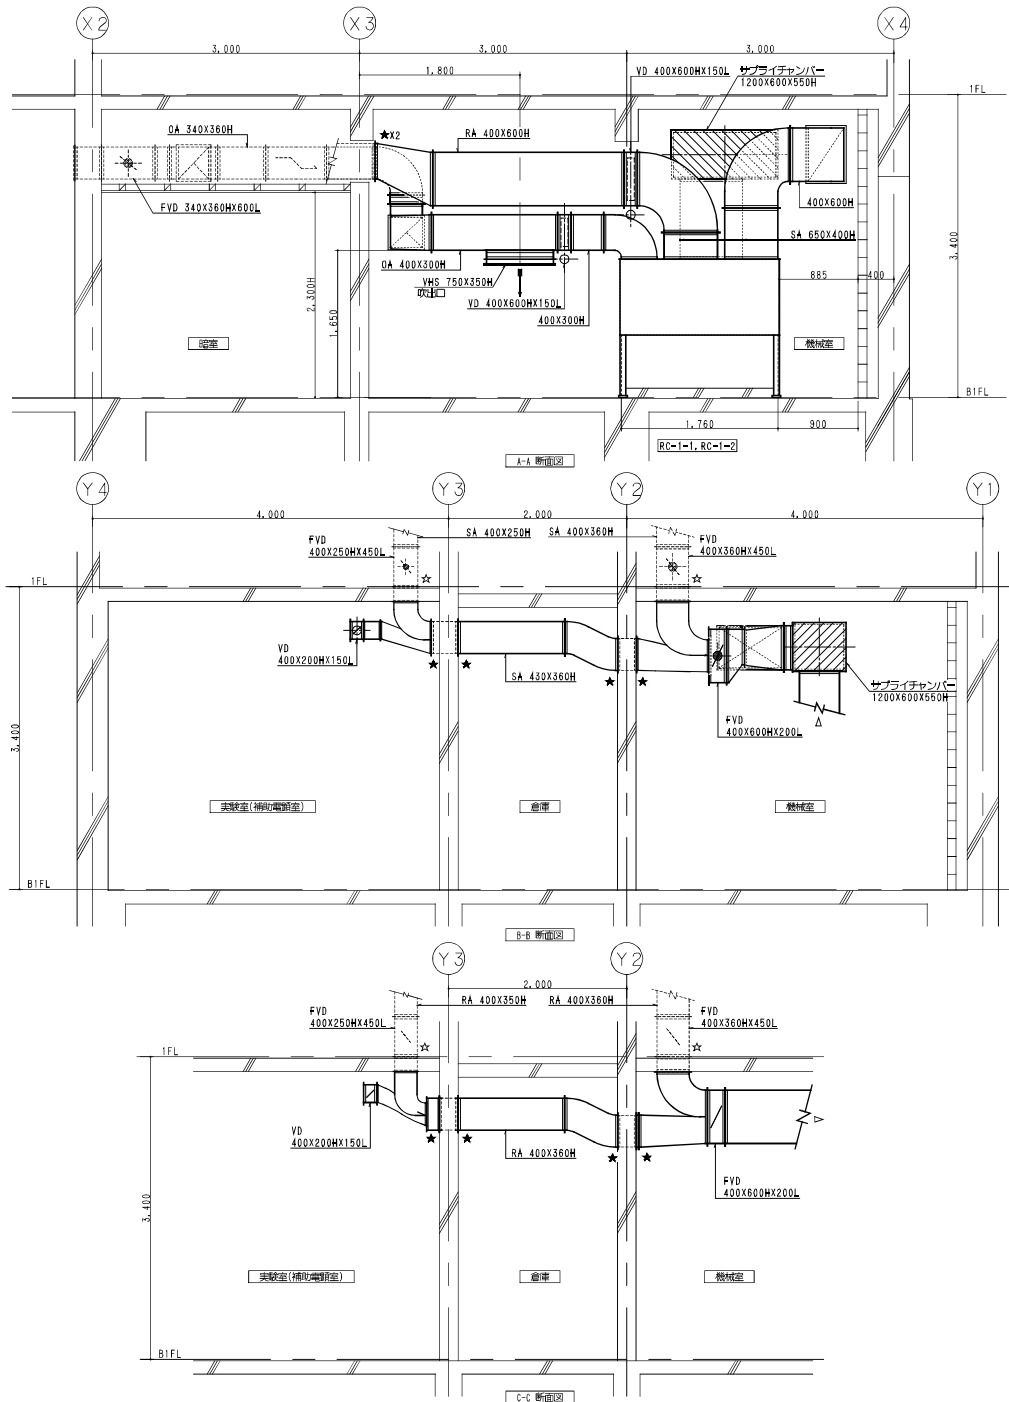 X2
X3
X4
3,000
3,000
3,000
1,800
VD 400X600HX150L
サプライチャンバー
1200X600X550H
1FL
OA 340X360H
★X2
RA 400X600H
FVD 340X360HX600L
400X600H
SA 650X400H
3,400
OA 400X300H
VHS 750X350H
吹出口
VD 400X600HX150L
400X300H
885
400
2,300H
1,650
暗室
機械室
B1FL
1,760
900
RC-1-1,RC-1-2
A-A 断面図
Y4
Y3
Y2
Y1
4,000
2,000
4,000
FVD
400X250HX450L
SA 400X250H
SA 400X360H
FVD
400X360HX450L
☆
☆
1FL
VD
400X200HX150L
★
★
SA 430X360H
★
★
サプライチャンバー
1200X600X550H
FVD
400X600HX200L
3,400
実験室(補助電顕室)
倉庫
機械室
B1FL
B-B 断面図
Y3
Y2
2,000
FVD
400X250HX450L
RA 400X350H
RA 400X360H
FVD
400X360HX450L
☆
☆
1FL
VD
400X200HX150L
★
★
RA 400X360H
★
★
FVD
400X600HX200L
3,400
実験室(補助電顕室)
倉庫
機械室
B1FL
C-C 断面図